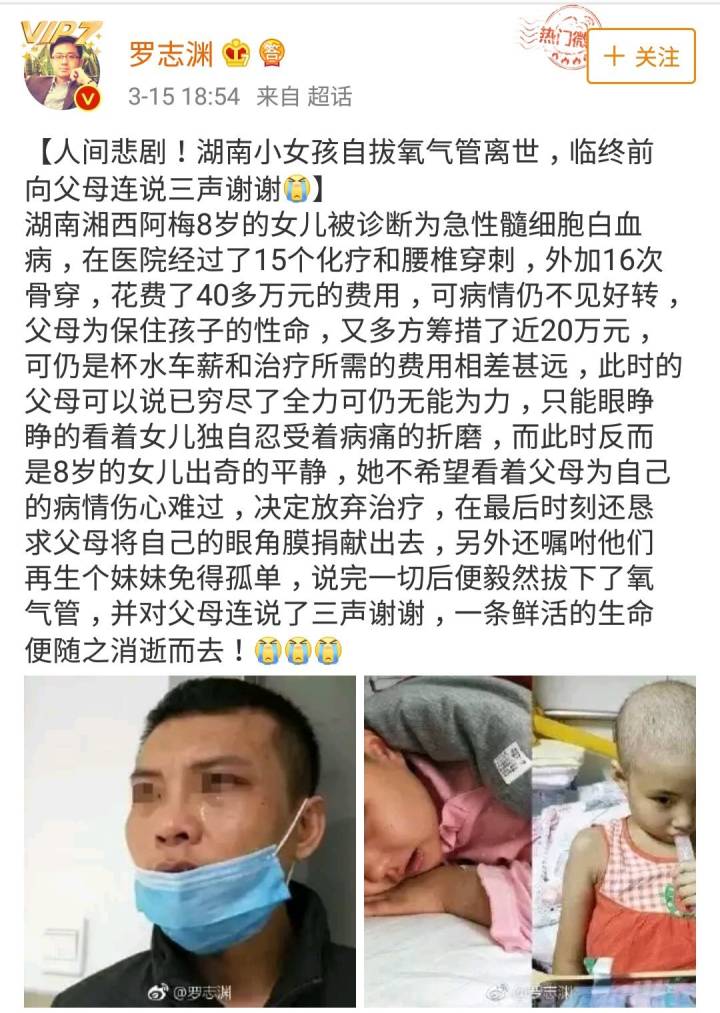 VIP7
罗志渊
答
热门微
＋ 关注
3-15 18:54 来自 超话
【人间悲剧！湖南小女孩自拔氧气管离世，临终前
向父母连说三声谢谢😭】
湖南湘西阿梅8岁的女儿被诊断为急性髓细胞白血
病，在医院经过了15个化疗和腰椎穿刺，外加16次
骨穿，花费了40多万元的费用，可病情仍不见好转，
父母为保住孩子的性命，又多方筹措了近20万元，
可仍是杯水车薪和治疗所需的费用相差甚远，此时的
父母可以说已穷尽了全力可仍无能为力，只能眼睁
睁的看着女儿独自忍受着病痛的折磨，而此时反而
是8岁的女儿出奇的平静，她不希望看着父母为自己
的病情伤心难过，决定放弃治疗，在最后时刻还恳
求父母将自己的眼角膜捐献出去，另外还嘱咐他们
再生个妹妹免得孤单，说完一切后便毅然拔下了氧
气管，并对父母连说了三声谢谢，一条鲜活的生命
便随之消逝而去！😭😭😭
@罗志渊
@罗志渊